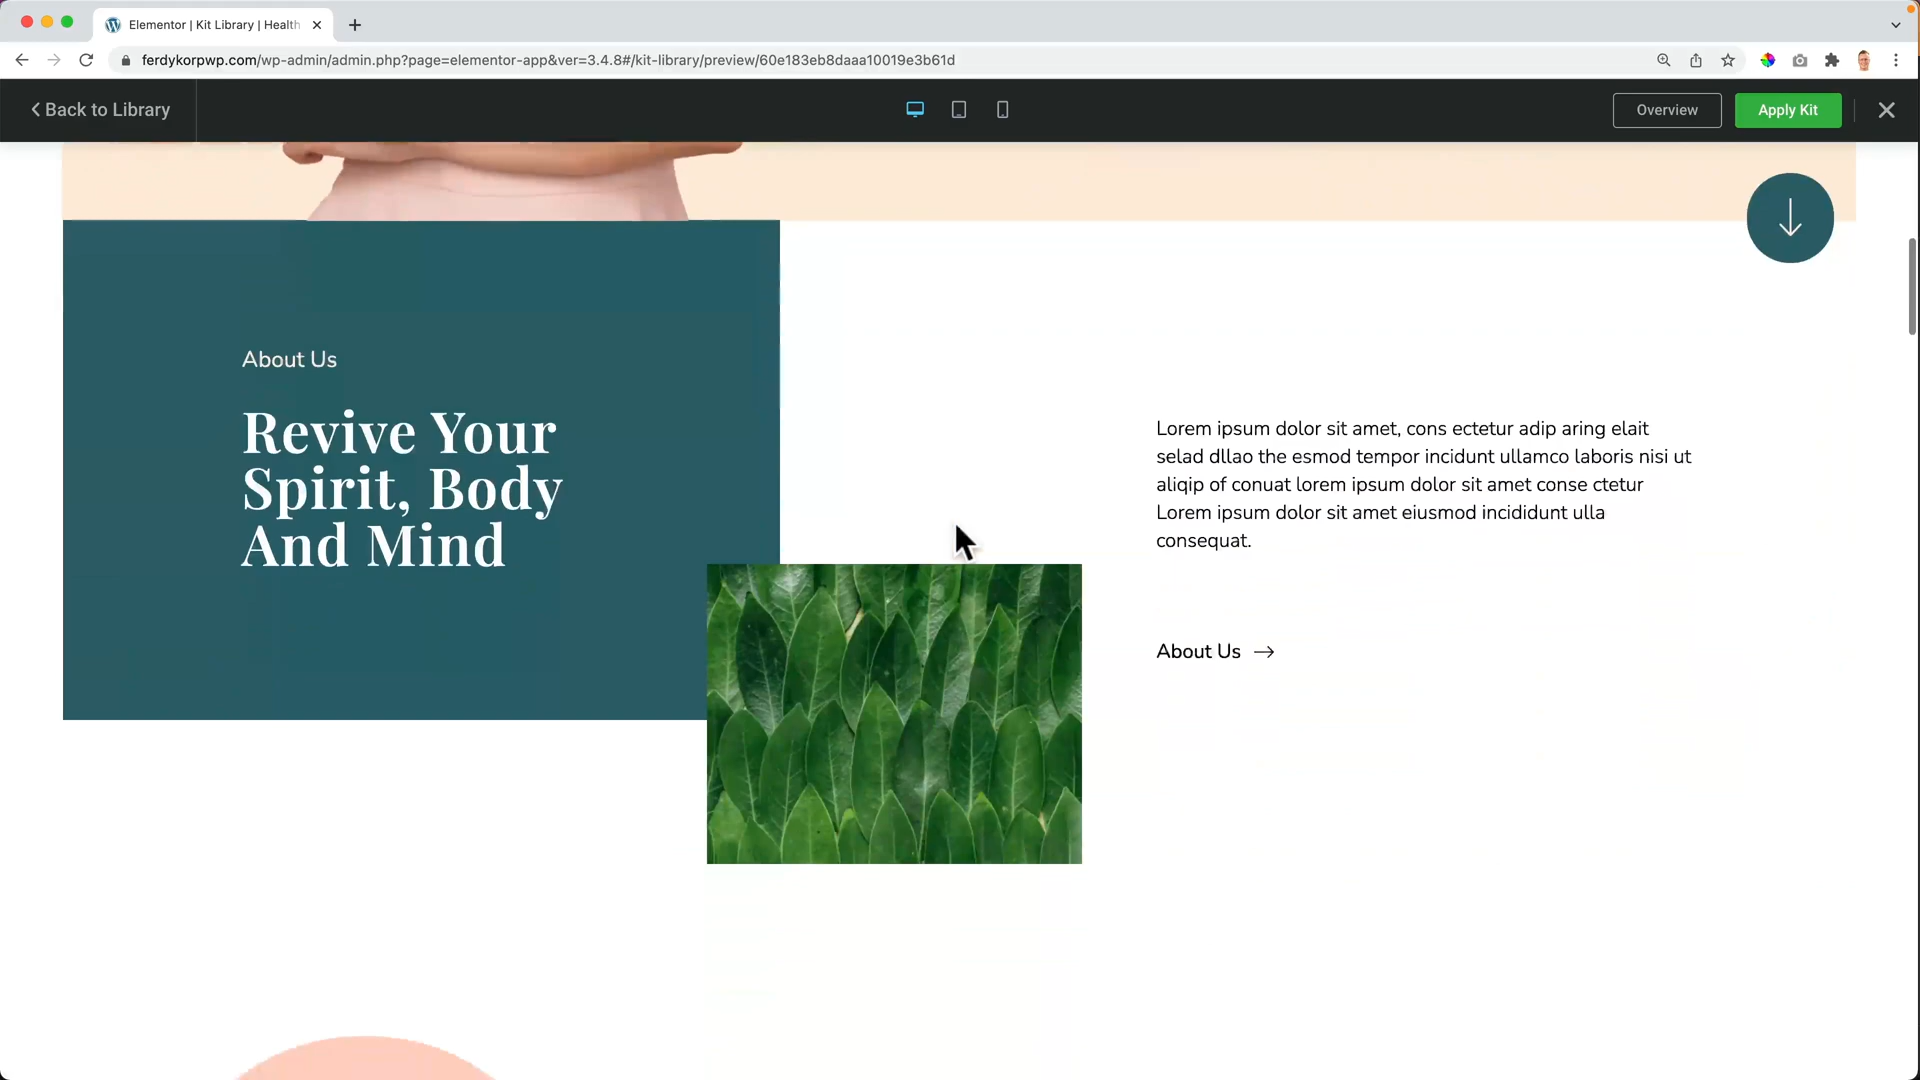 Elementor | Kit Library | Health
ferdykorpwp.com/wp-admin/admin.php?page=elementor-app&ver=3.4.8#/kit-library/preview/60e183eb8daaa10019e3b61d
Back to Library
Overview
Apply Kit
About Us
Revive Your
Spirit, Body
And Mind
Lorem ipsum dolor sit amet, cons ectetur adip aring elait
selad dllao the esmod tempor incidunt ullamco laboris nisi ut
aliqip of conuat lorem ipsum dolor sit amet conse ctetur
Lorem ipsum dolor sit amet eiusmod incididunt ulla
consequat.
About Us